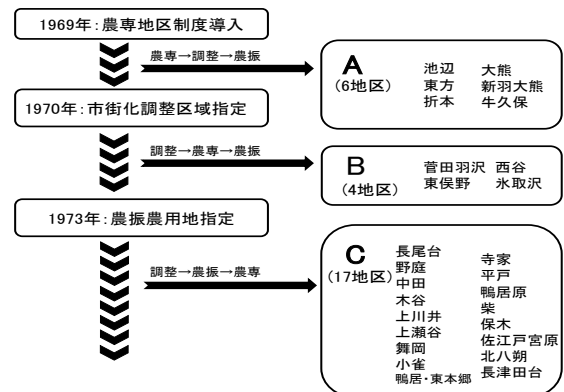 1969年：農専地区制度導入
農専→調整→農振
A
(6地区)
池辺 大熊
東方 新羽大熊
折本 牛久保
1970年：市街化調整区域指定
調整→農専→農振
B
(4地区)
菅田羽沢 西谷
東俣野 氷取沢
1973年：農振農用地指定
調整→農振→農専
C
(17地区)
長尾台
野庭
中田
木谷
上川井
上瀬谷
舞岡
小雀
鴨居・東本郷
寺家
平戸
鴨居原
柴
保木
佐江戸宮原
北八朔
長津田台